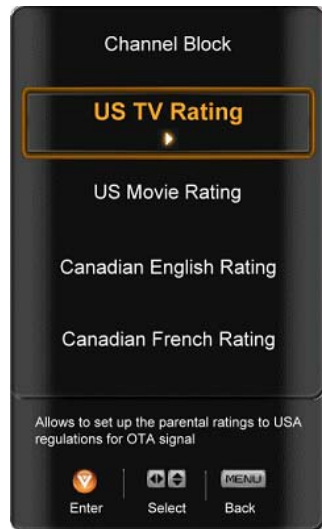 Channel Block
US TV Rating
US Movie Rating
Canadian English Rating
Canadian French Rating
Allows to set up the parental ratings to USA
regulations for OTA signal
MENU
Enter Select Back